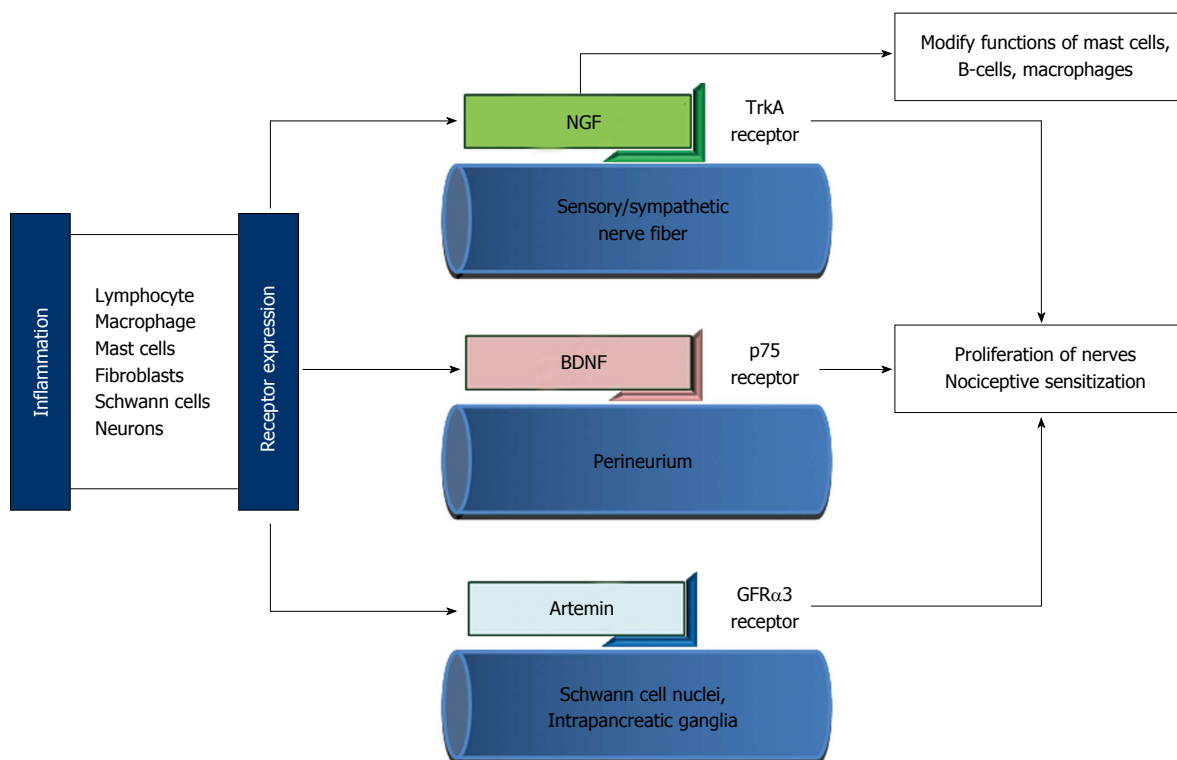 Modify functions of mast cells,
B-cells, macrophages
NGF
TrkA
receptor
Sensory/sympathetic
nerve fiber
Inflammation
Lymphocyte
Macrophage
Mast cells
Fibroblasts
Schwann cells
Neurons
Receptor expression
BDNF
p75
receptor
Perineurium
Proliferation of nerves
Nociceptive sensitization
Artemin
GFRα3
receptor
Schwann cell nuclei,
Intrapancreatic ganglia